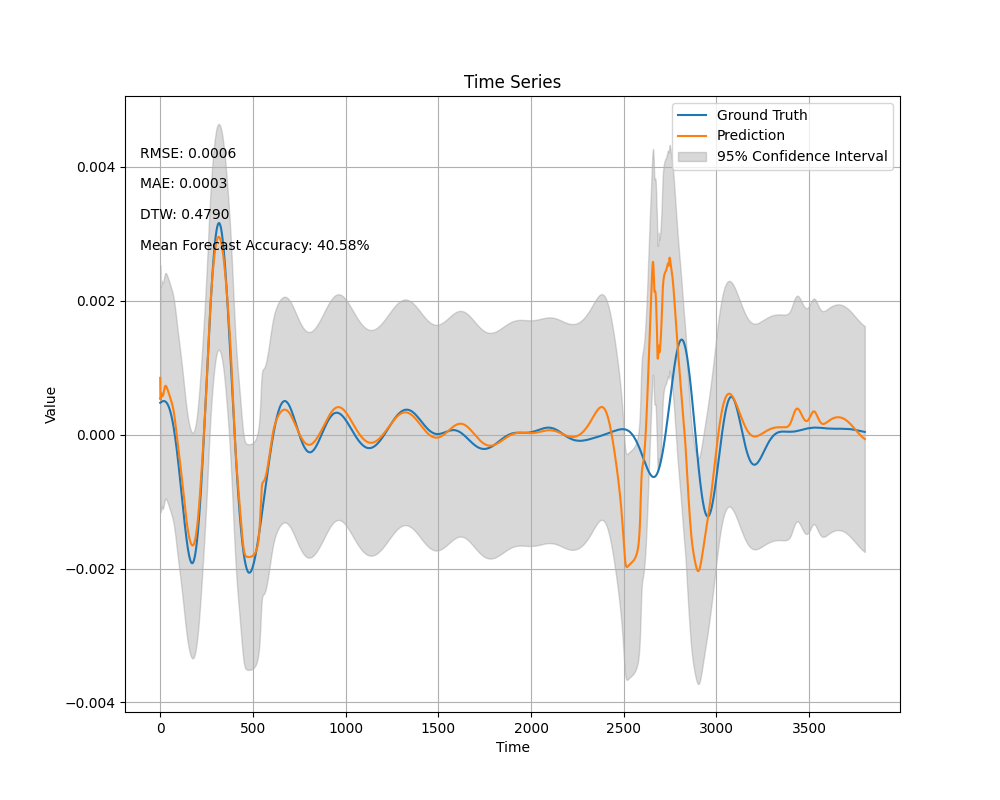 Time Series
Ground Truth
Prediction
95% Confidence Interval
RMSE: 0.0006
MAE: 0.0003
DTW: 0.4790
Mean Forecast Accuracy: 40.58%
0.004
0.002
0.000
−0.002
−0.004
Value
0 500 1000 1500 2000 2500 3000 3500
Time